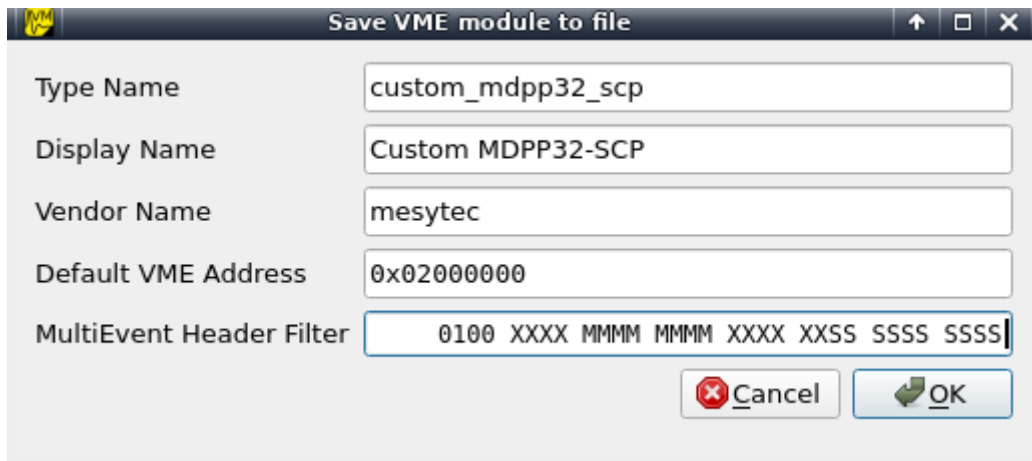 Save VME module to file
Type Name custom_mdpp32_scp
Display Name Custom MDPP32-SCP
Vendor Name mesytec
Default VME Address 0x02000000
MultiEvent Header Filter 0100 XXXX MMMM MMMM XXXX XXSS SSSS SSSS
Cancel OK